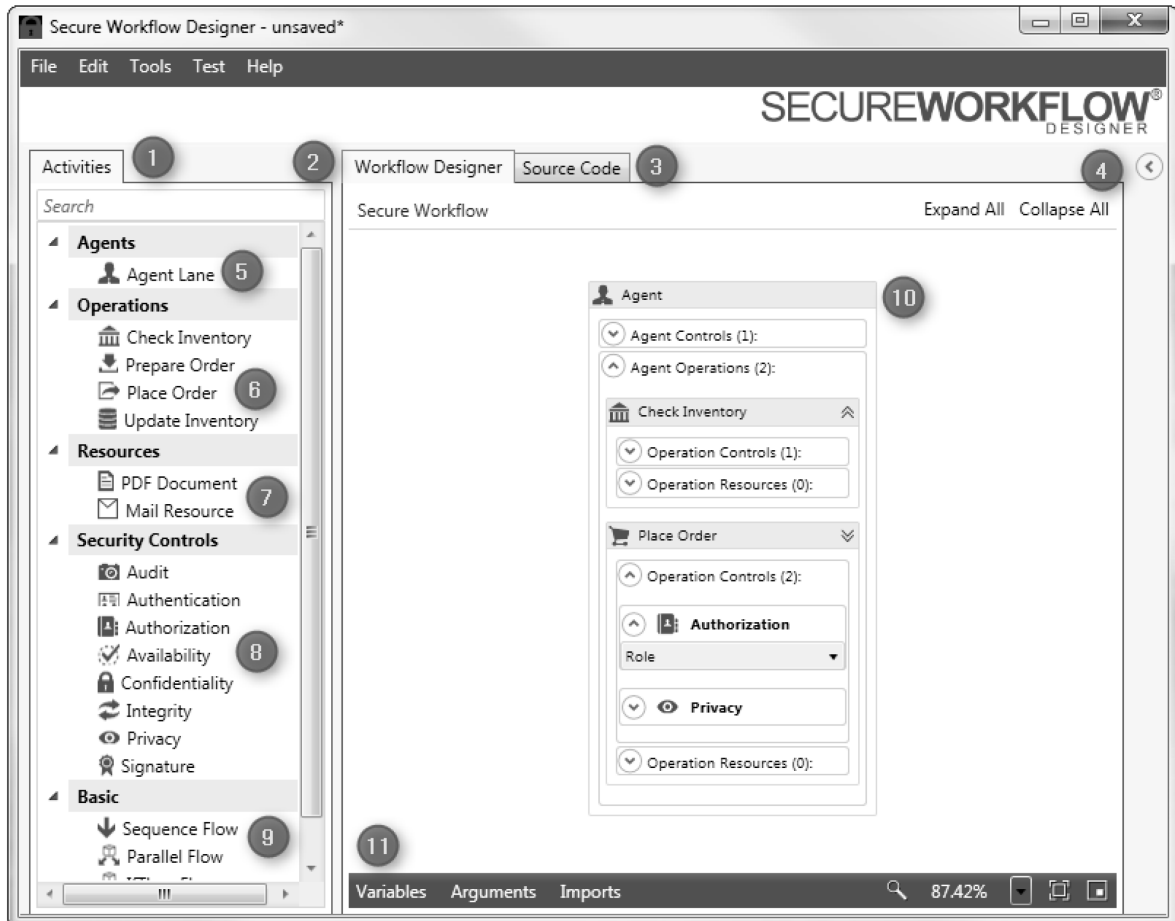 Secure Workflow Designer - unsaved*
File Edit Tools Test Help
SECUREWORKFLOW®
DESIGNER
Activities 1
2 Workflow Designer Source Code 3
4
Search
Agents
Agent Lane 5
Operations
Check Inventory
Prepare Order
Place Order 6
Update Inventory
Resources
PDF Document
Mail Resource 7
Security Controls
Audit
Authentication
Authorization
Availability 8
Confidentiality
Integrity
Privacy
Signature
Basic
Sequence Flow 9
Parallel Flow
Secure Workflow Expand All Collapse All
Agent 10
Agent Controls (1):
Agent Operations (2):
Check Inventory
Operation Controls (1):
Operation Resources (0):
Place Order
Operation Controls (2):
Authorization
Role
Privacy
Operation Resources (0):
11
Variables Arguments Imports 87.42%